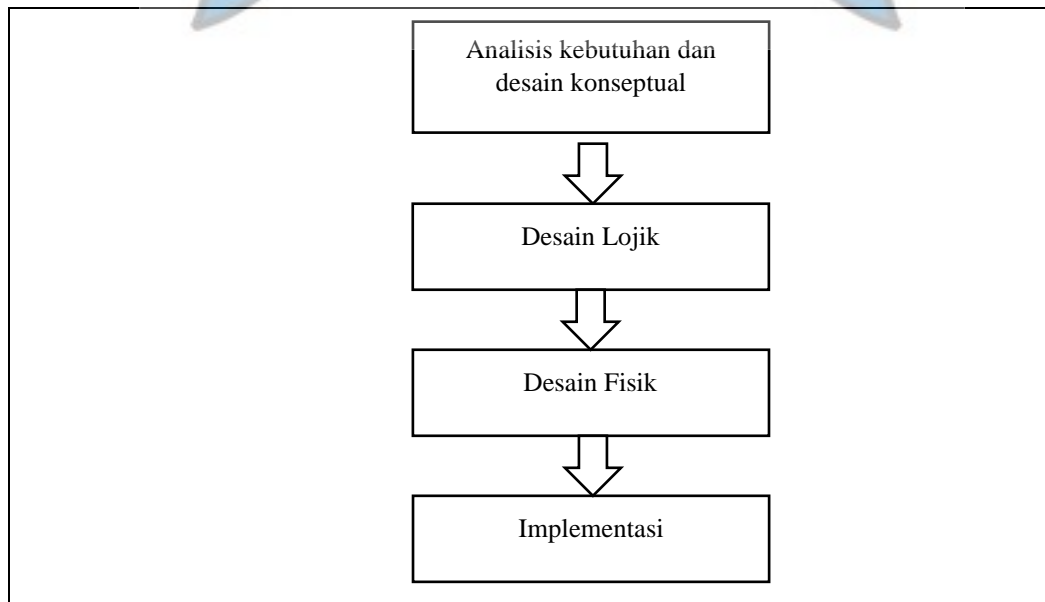 Analisis kebutuhan dan
desain konseptual
Desain Lojik
Desain Fisik
Implementasi